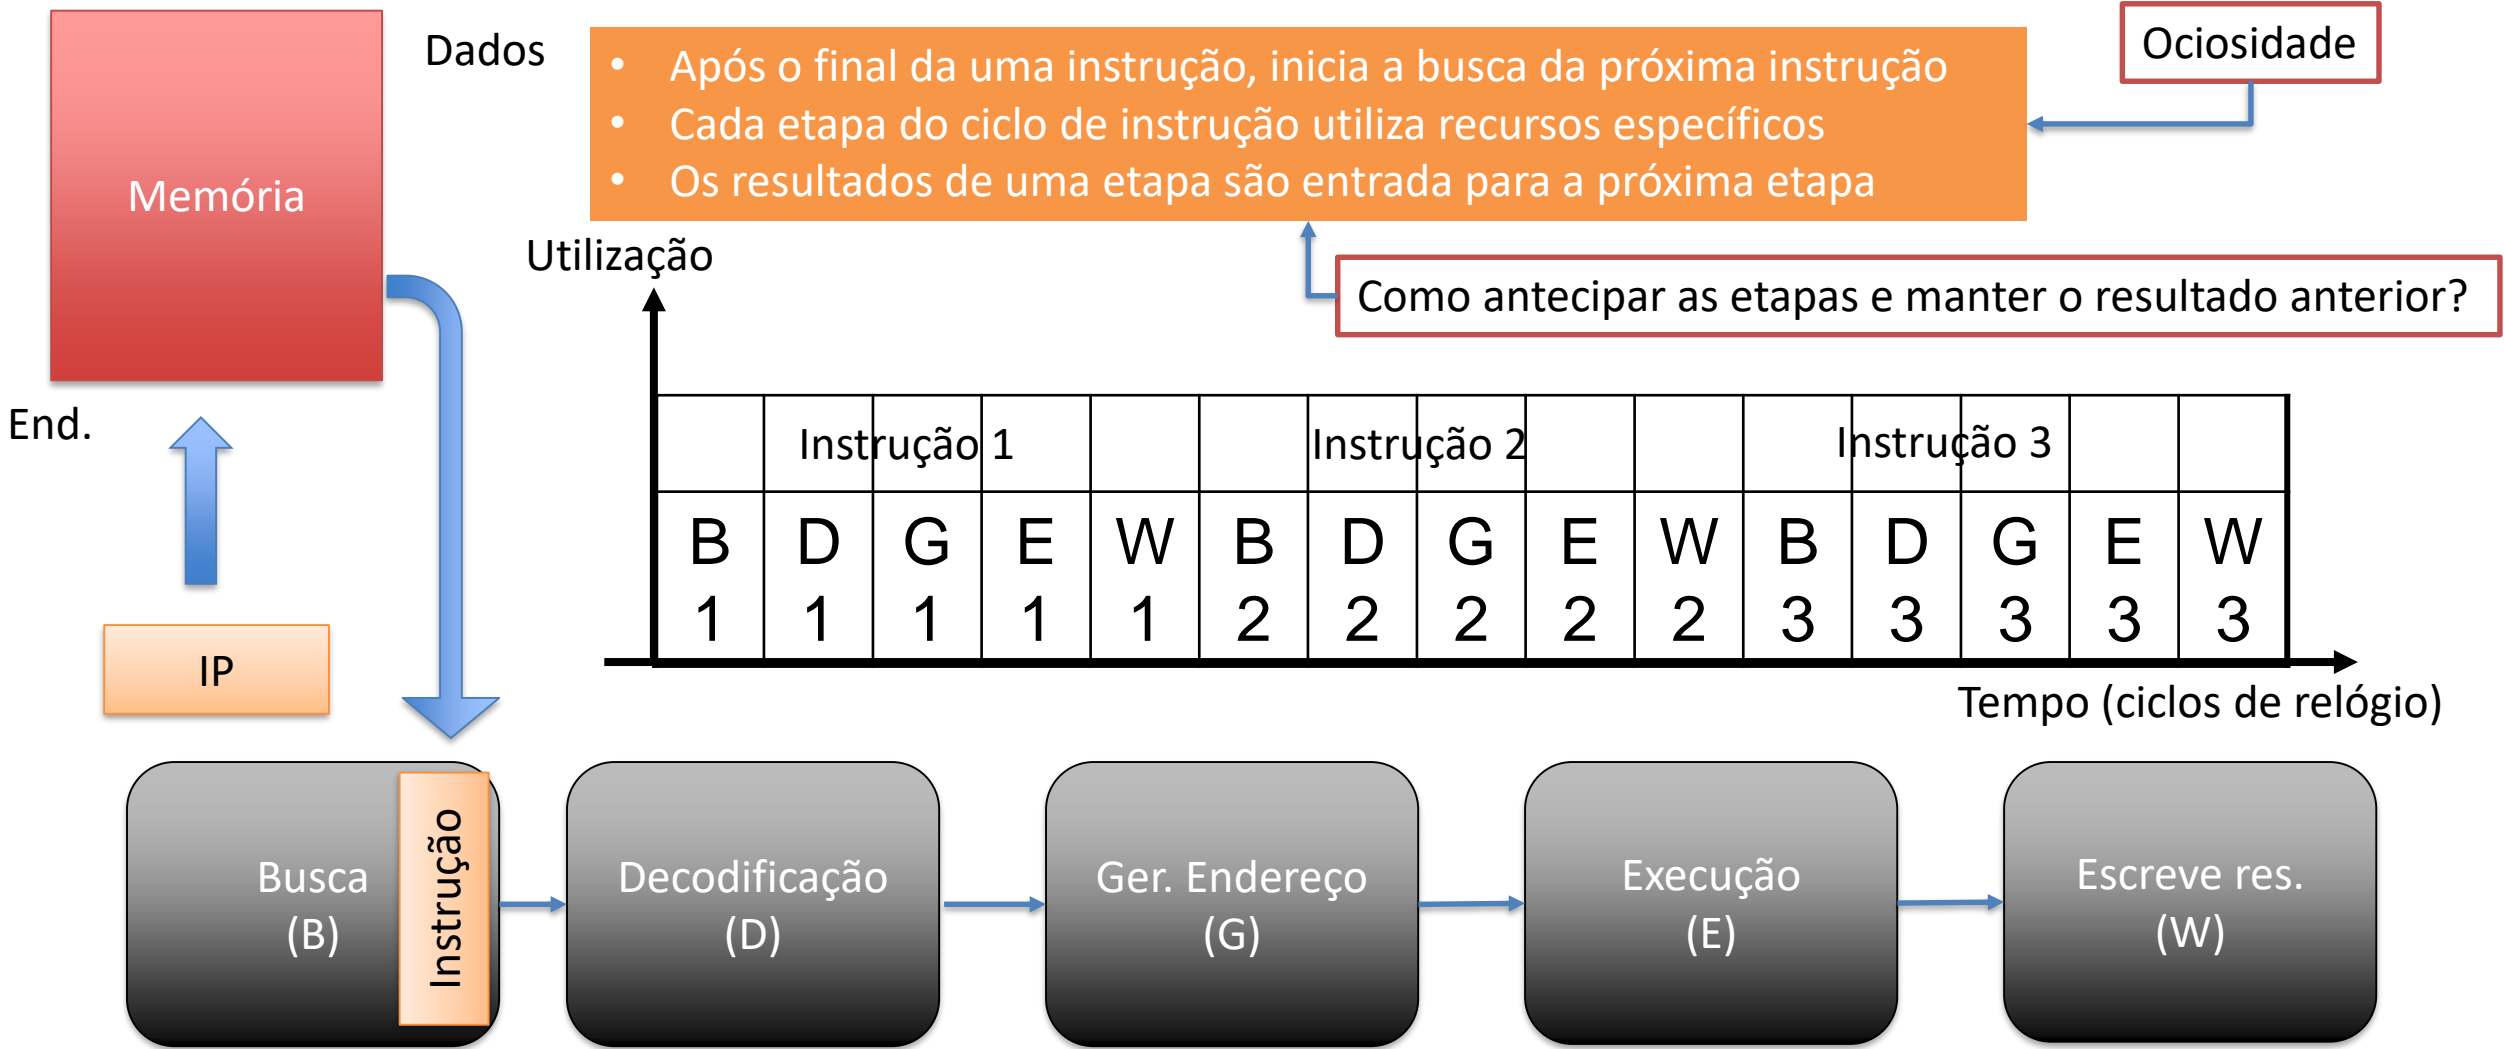 Dados
• Após o final da uma instrução, inicia a busca da próxima instrução
• Cada etapa do ciclo de instrução utiliza recursos específicos
• Os resultados de uma etapa são entrada para a próxima etapa
Ociosidade
Memória
Utilização
Como antecipar as etapas e manter o resultado anterior?
End.
Instrução 1 Instrução 2 Instrução 3
B D G E W B D G E W B D G E W
1 1 1 1 1 2 2 2 2 2 3 3 3 3 3
IP
Tempo (ciclos de relógio)
Busca
(B)
Instrução
Decodificação
(D)
Ger. Endereço
(G)
Execução
(E)
Escreve res.
(W)